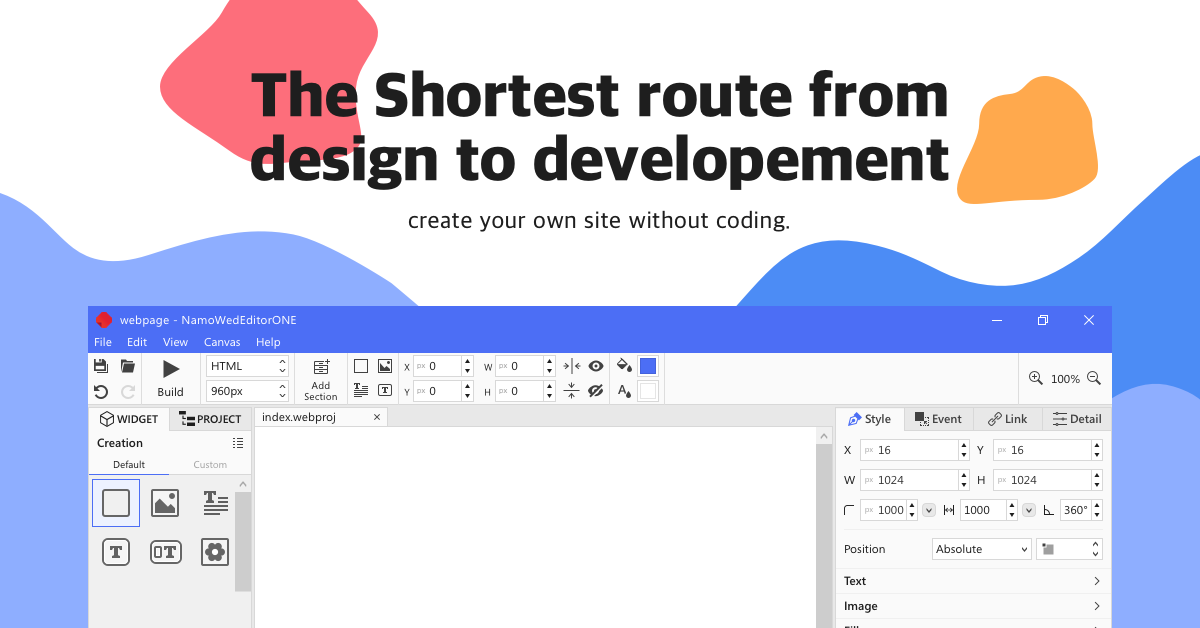 The Shortest route from
design to developement
create your own site without coding.
webpage - NamoWedEditorONE
File Edit View Canvas Help
HTML
960px
Build
Add
Section
X px 0 W px 0
Y px 0 H px 0
100%
WIDGET PROJECT
index.webproj
Style Event Link Detail
Creation
Default Custom
X px 16 Y px 16
W px 1024 H px 1024
px 1000 1000 360°
Position Absolute
Text
Image